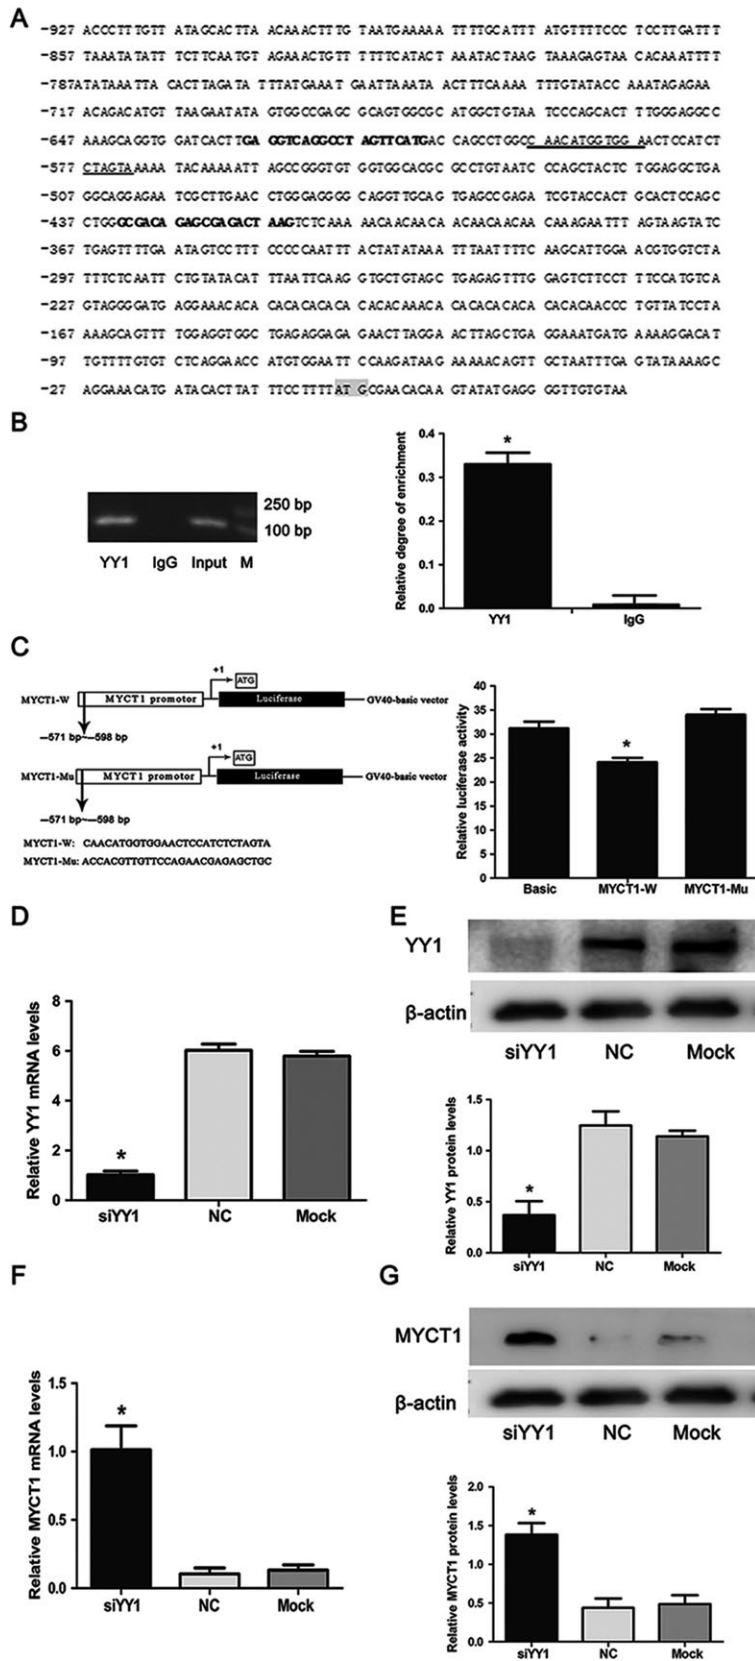 A
-927 ACCCTTTGTT ATAGCACTTA ACAAACTTTG TAATGAAAAA TTTTGCATTT ATGTTTTCCC TCCTTGATTT
-857 TAAATATATT TCTTCAATGT AGAAACTGTT TTTTTCATACT AAATACTAAG TAAAGAGTAA CACAAAATTTT
-787ATATAAATTA CACTTAGATA TTTATGAAAT GAATTAAATAA ACTTTCAAAA TTTGTATACC AAATAGAGAA
-717 ACAGACATGT TAAGAATATA GTGGCCGAGC GCAGTGGCGC ATGGCTGTAA TCCCAGCACT TTGGGAGGCC
-647 AAAGCAGGTG GATCACTTGA GGTCAGGCCT AGTTCATGAC CAGCCTGGCC AACATGGTGG AACTCCATCT
-577 CTAGTAAAAA TACAAAAATT AGCCGGGTGT GGTGGCACGC GCCTGTAATC CCAGCTACTC TGGAGGCTGA
-507 GGCAGGAGAA TCGCTTGAAC CTGGGAGGGG CAGGTTGCAG TGAGCCGAGA TCGTACCACT GCACTCCAGC
-437 CTGGGCGACA GAGCGAGACT AAGTCTCAAA AACAACAACA ACAACAACAA CAAAGAATTT AGTAAGTATC
-367 TGAGTTTTGA ATAGTCCTTT CCCCCAATTT ACTATATAAA TTTAATTTTC AAGCATTGGA ACGTGGTCTA
-297 TTTCTCAATT CTGTATACAT TTAATTCAAG GTGCTGTAGC TGAGAGTTTG GAGTCTTCCT TTCCATGTCA
-227 GTAGGGGATG AGGAAACACA CACACACACA CACACAAACA CACACACACA CACACAACCC TGTTATCCTA
-167 AAAGCAGTTT TGGAGGTGGC TGAGAGGAGA GAACTTAGGA ACTTAGCTGA GGAAATGATG AAAAGGACAT
-97 TGTTTTGTGT CTCAGGAACC ATGTGGAATT CCAAGATAAG AAAAACAGTT GCTAATTTGA GTATAAAAGC
-27 AGGAAACATG ATACACTTAT TTCCTTTTAT GCGAACACAA GTATATGAGG GGTTGTGTAA
B
250 bp
100 bp
YY1 IgG Input M
Relative degree of enrichment
0.4
0.3
0.2
0.1
0.0
*
YY1 IgG
C
+1 ATG
MYCT1-W MYCT1 promotor Luciferase GV40-basic vector
—571 bp~—598 bp
+1 ATG
MYCT1-Mu MYCT1 promotor Luciferase GV40-basic vector
—571 bp~—598 bp
MYCT1-W: CAACATGGTGGAACTCCATCTCTAGTA
MYCT1-Mu: ACCACGTTGTTCCAGAACGAGAGCTGC
Relative luciferase activity
40
35
30
25
20
15
10
5
0
*
Basic MYCT1-W MYCT1-Mu
D
Relative YY1 mRNA levels
8
6
4
2
0
*
siYY1 NC Mock
E
YY1
β-actin
siYY1 NC Mock
Relative YY1 protein levels
1.5
1.0
0.5
0.0
*
siYY1 NC Mock
F
Relative MYCT1 mRNA levels
1.5
1.0
0.5
0.0
*
siYY1 NC Mock
G
MYCT1
β-actin
siYY1 NC Mock
Relative MYCT1 protein levels
2.0
1.5
1.0
0.5
0.0
*
siYY1 NC Mock